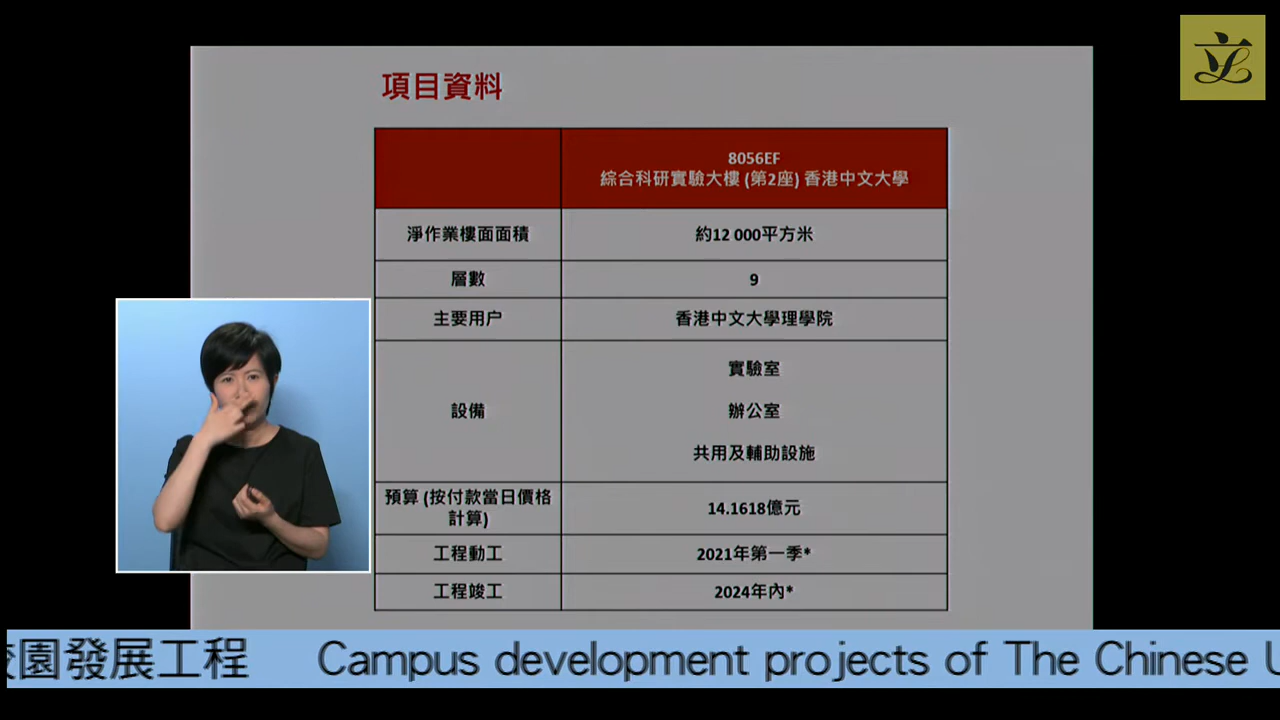 項目資料
8056EF
綜合科研實驗大樓 (第2座) 香港中文大學
淨作業樓面面積
約12 000平方米
層數
9
主要用户
香港中文大學理學院
設備
實驗室
辦公室
共用及輔助設施
預算 (按付款當日價格
計算)
14.1618億元
工程動工
2021年第一季*
工程竣工
2024年內*
園發展工程 Campus development projects of The Chinese